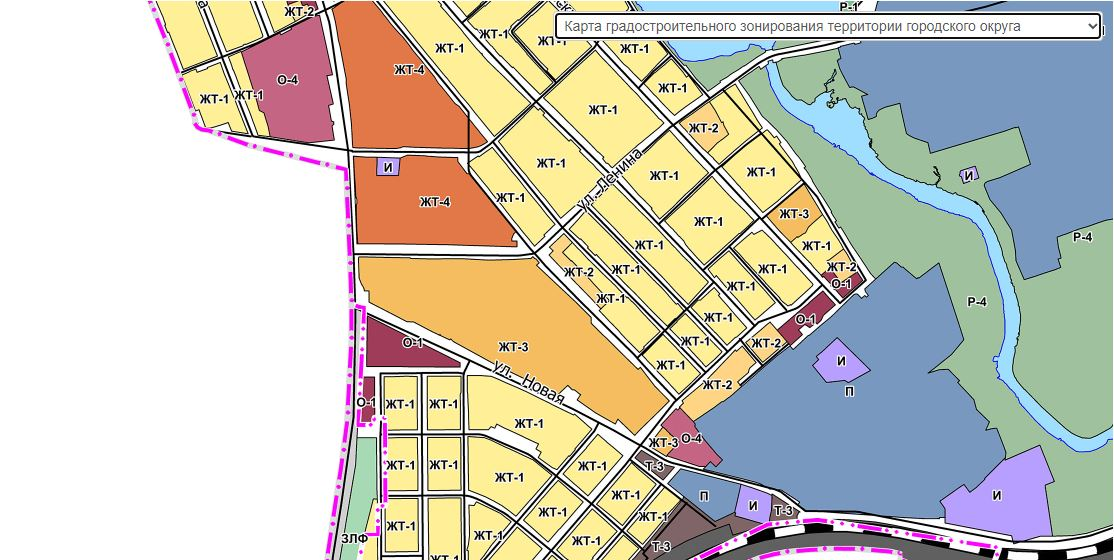 Р-1
ЖТ-2
Карта градостроительного зонирования территории городского округа
ЖТ-1
ЖТ-1
ЖТ-1
ЖТ-4
О-4
ЖТ-1
ЖТ-1
ЖТ-1
ЖТ-1
ЖТ-2
ЖТ-1
И
ЖТ-1
ЖТ-1
И
ул. Ленина
ЖТ-1
ЖТ-4
ЖТ-3
ЖТ-1
Р-4
ЖТ-1
ЖТ-1
ЖТ-2
ЖТ-1
ЖТ-1
ЖТ-2
О-1
ЖТ-1
ЖТ-1
Р-4
ЖТ-1
О-1
О-1
ЖТ-1
ЖТ-2
ЖТ-3
И
ЖТ-1
ул. Новая
ЖТ-2
П
О-1
ЖТ-1
ЖТ-1
ЖТ-1
О-4
ЖТ-3
ЖТ-1
ЖТ-1
ЖТ-1
Т-3
ЖТ-1
ЖТ-1
П
И
И
Т-3
ЖТ-1
ЖТ-1
ЖТ-1
ЗЛФ
ЖТ-1
ЖТ-1
Т-3